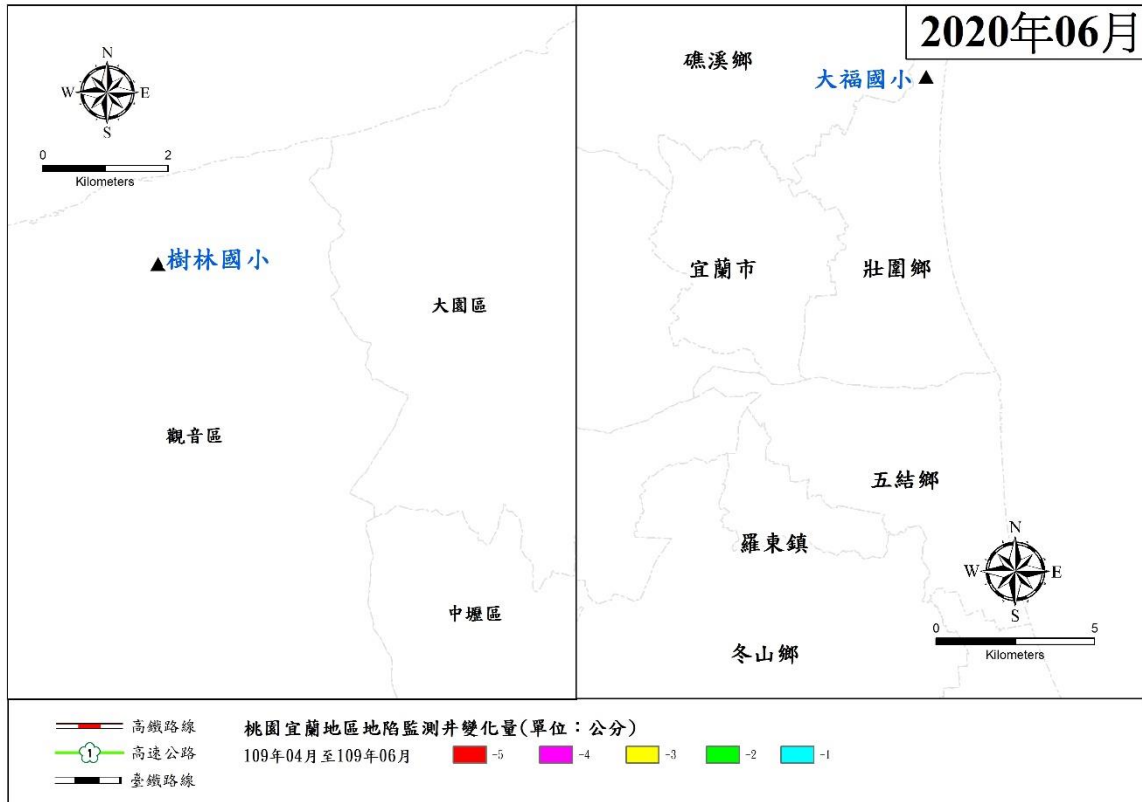 2020年06月
N
W E
S
0 2
Kilometers
樹林國小
大園區
觀音區
中壢區
礁溪鄉
大福國小
宜蘭市
壯圍鄉
五結鄉
羅東鎮
冬山鄉
N
W E
S
0 5
Kilometers
高鐵路線
1 高速公路
臺鐵路線
桃園宜蘭地區地陷監測井變化量(單位：公分)
109年04月至109年06月 -5 -4 -3 -2 -1